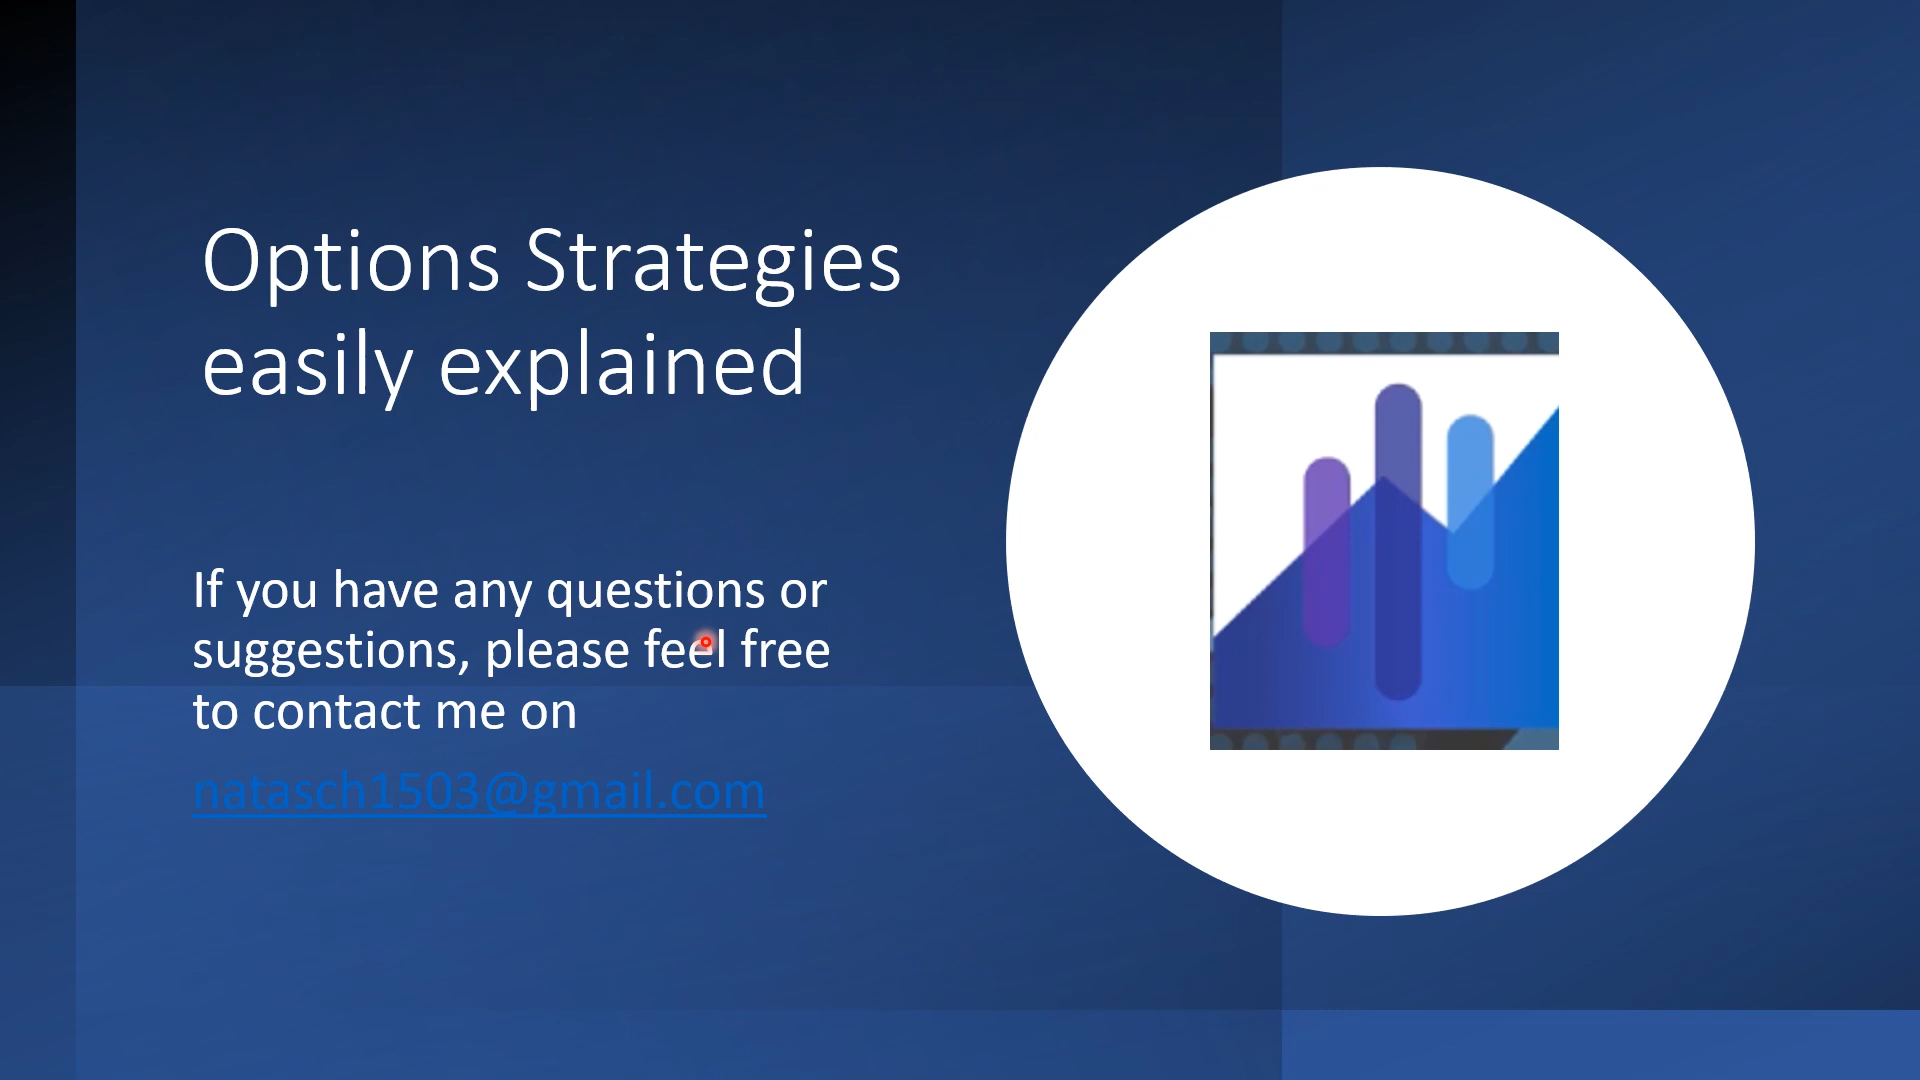 Options Strategies
easily explained
If you have any questions or
suggestions, please feel free
to contact me on
natasch1503@gmail.com